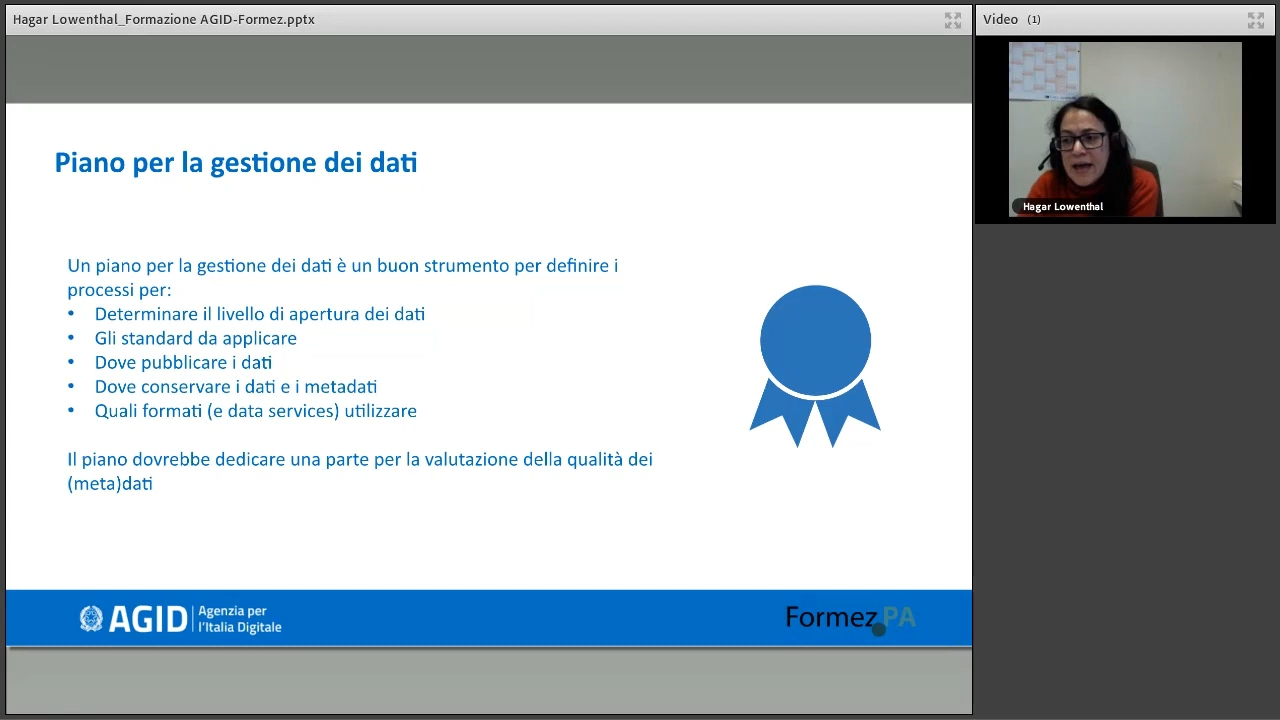 Hagar Lowenthal_Formazione AGID-Formez.pptx
Video (1)
Hagar Lowenthal
Piano per la gestione dei dati
Un piano per la gestione dei dati è un buon strumento per definire i
processi per:
• Determinare il livello di apertura dei dati
• Gli standard da applicare
• Dove pubblicare i dati
• Dove conservare i dati e i metadati
• Quali formati (e data services) utilizzare
Il piano dovrebbe dedicare una parte per la valutazione della qualità dei
(meta)dati
AGID
Agenzia per
l'Italia Digitale
Formez PA